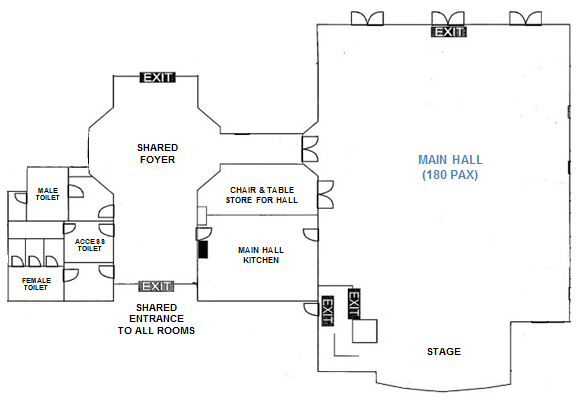 EXIT
EXIT
SHARED
FOYER
MAIN HALL
(180 PAX)
MALE
TOILET
CHAIR & TABLE
STORE FOR HALL
ACCESS
TOILET
MAIN HALL
KITCHEN
FEMALE
TOILET
EXIT
SHARED
ENTRANCE
TO ALL ROOMS
EXIT
EXIT
STAGE